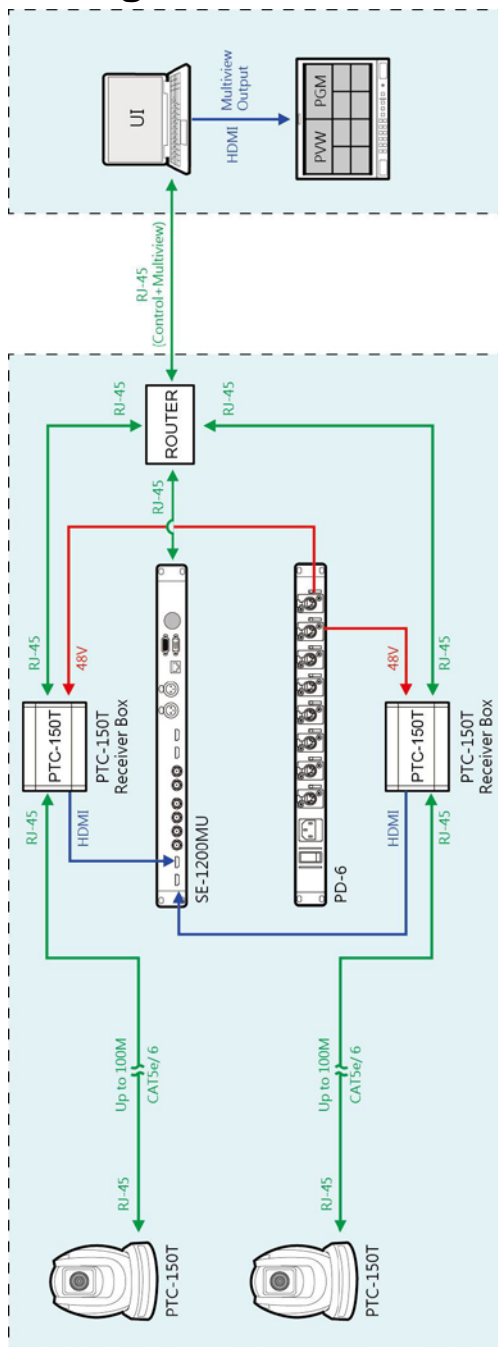 PTC-150T
RJ-45
Up to 100M
CAT5e/ 6
RJ-45
PTC-150T
PTC-150T
Receiver Box
HDMI
RJ-45
48V
SE-1200MU
PD-6
PTC-150T
RJ-45
Up to 100M
CAT5e/ 6
RJ-45
HDMI
PTC-150T
PTC-150T
Receiver Box
48V
RJ-45
RJ-45
RJ-45
RJ-45
ROUTER
RJ-45
(Control+Multiview)
UI
HDMI
Multiview
Output
PVW
PGM